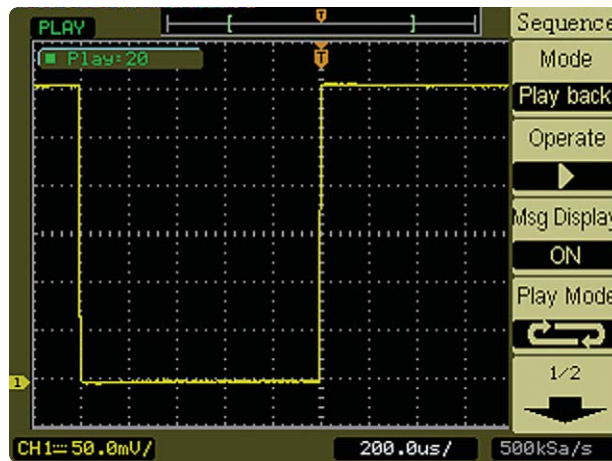 PLAY
T
Sequence
Play:20
T
Mode
Play back
Operate
Msg Display
ON
Play Mode
1/2
1
CH1 50.0mV/
200.0us/
500kSa/s